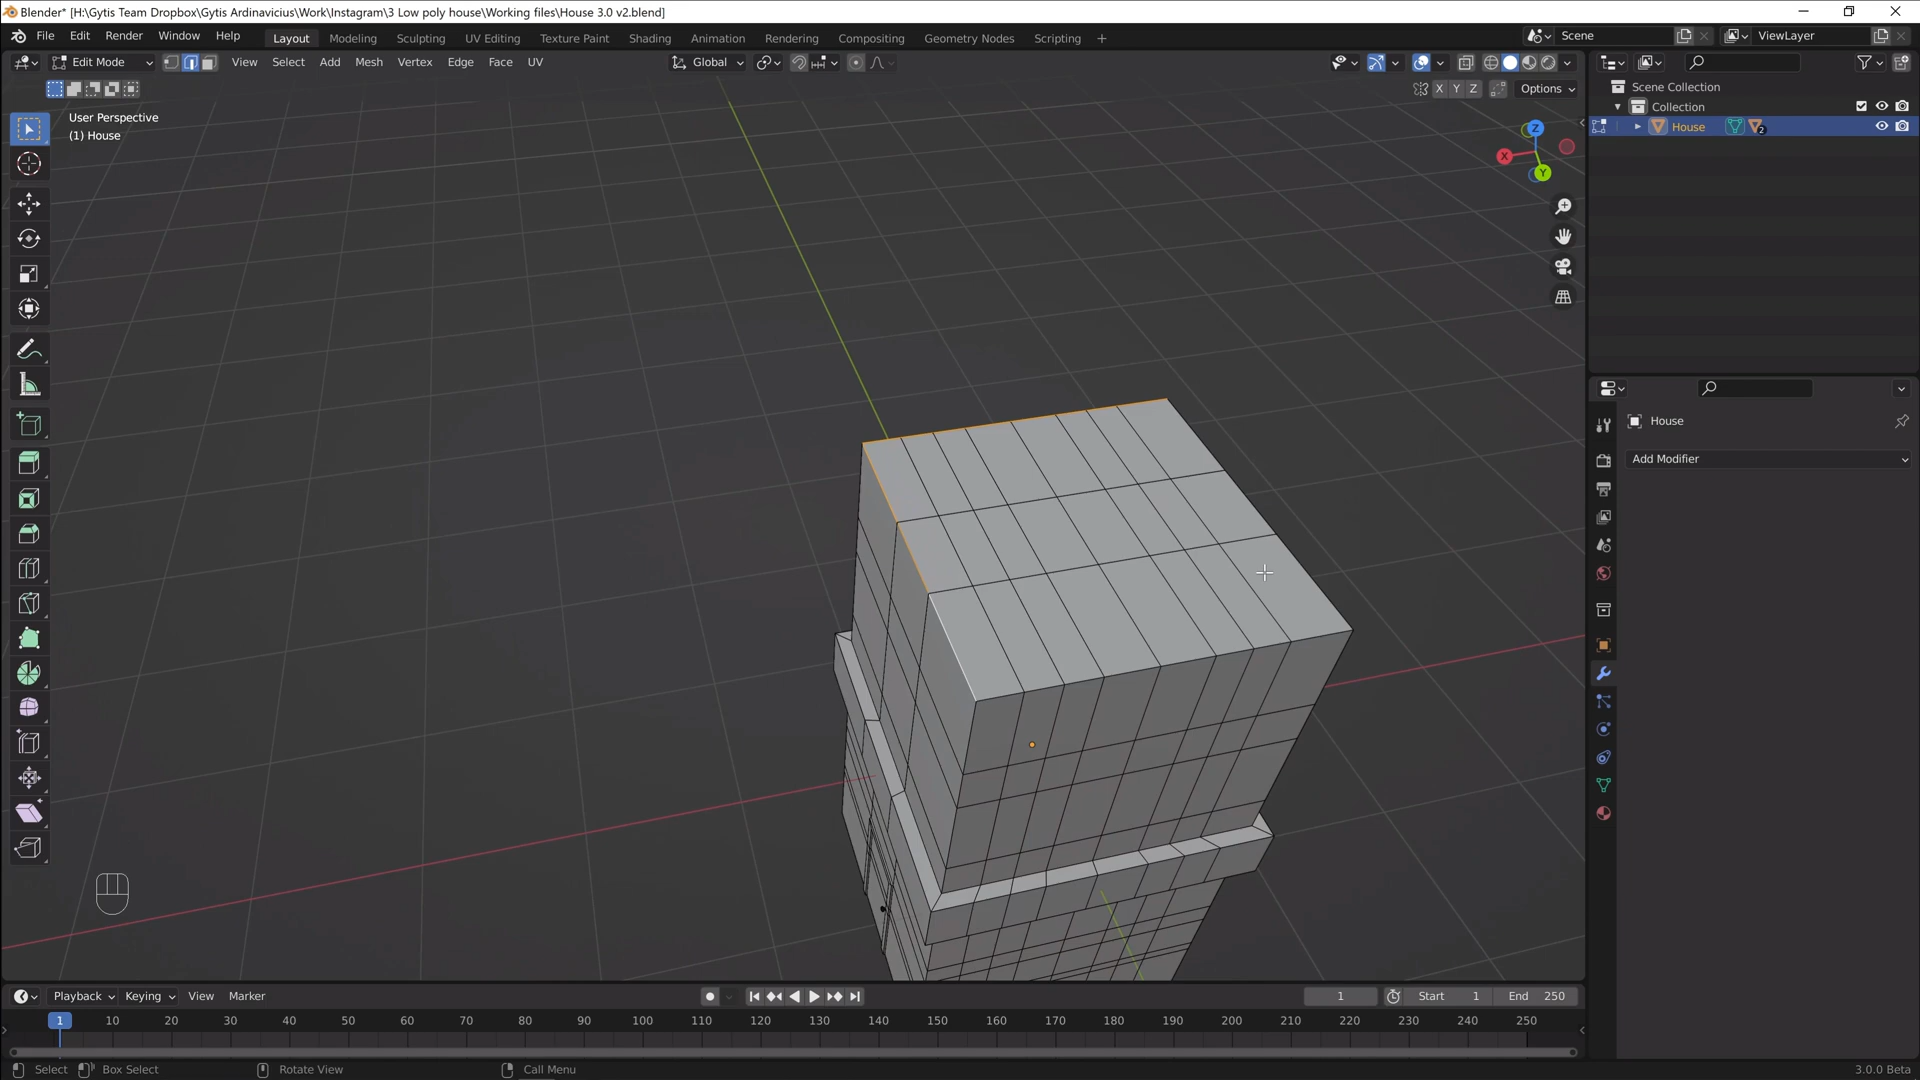 Blender* [H:\Gytis Team Dropbox\Gytis Ardinavicius\Work\Instagram\3 Low poly house\Working files\House 3.0 v2.blend]
File Edit Render Window Help Layout Modeling Sculpting UV Editing Texture Paint Shading Animation Rendering Compositing Geometry Nodes Scripting + Scene ViewLayer
Edit Mode View Select Add Mesh Vertex Edge Face UV Global
X Y Z Options
Scene Collection
Collection
House 2
User Perspective
(1) House
Z
X
Y
House
Add Modifier
Playback Keying View Marker 1 Start 1 End 250
1 10 20 30 40 50 60 70 80 90 100 110 120 130 140 150 160 170 180 190 200 210 220 230 240 250
Select Box Select Rotate View Call Menu 3.0.0 Beta